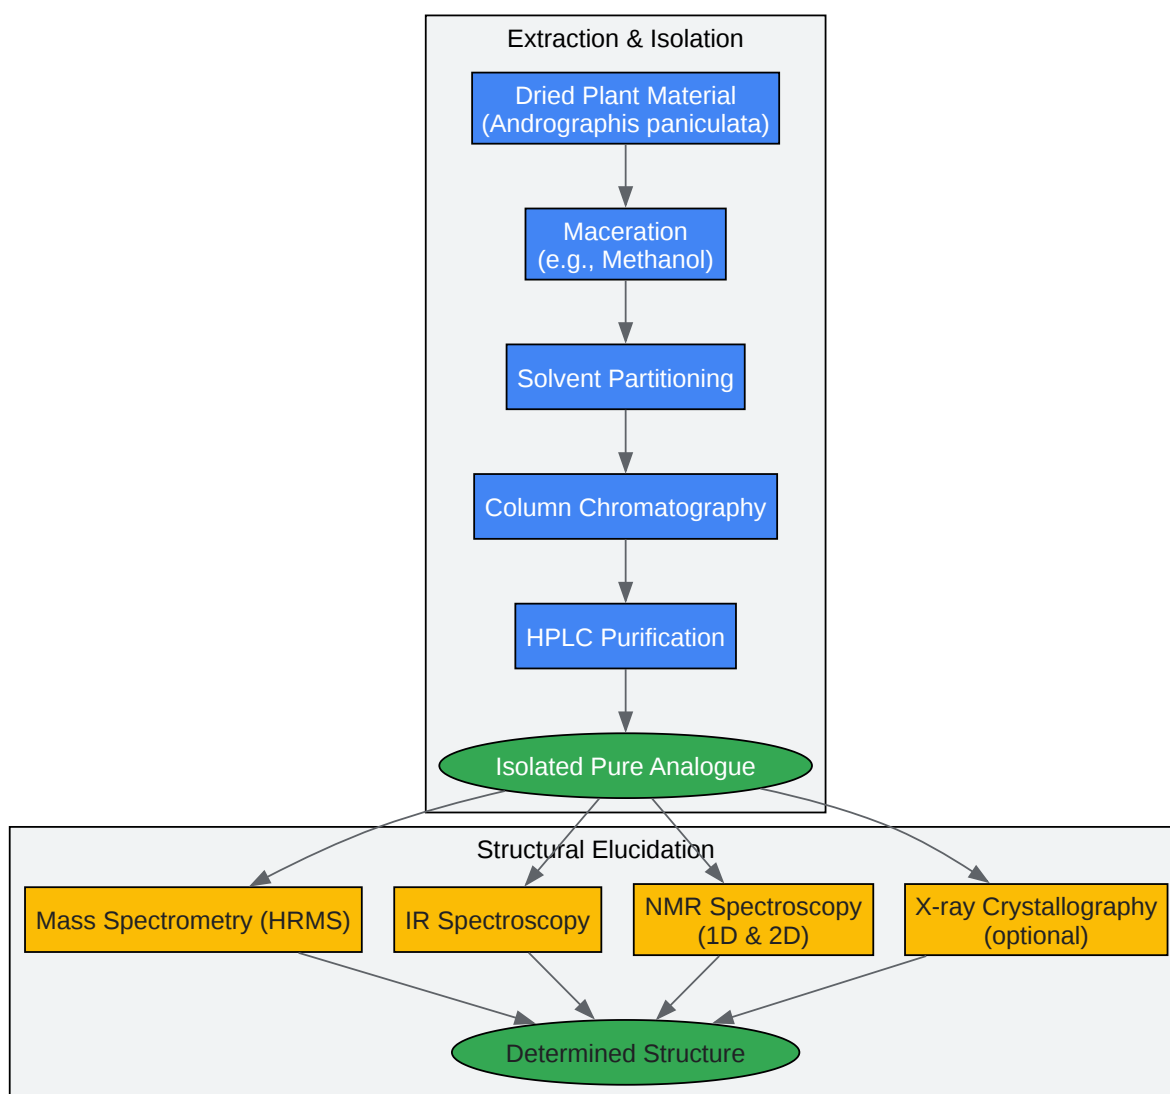 Extraction & Isolation
Dried Plant Material
(Andrographis paniculata)
Maceration
(e.g., Methanol)
Solvent Partitioning
Column Chromatography
HPLC Purification
Isolated Pure Analogue
Structural Elucidation
Mass Spectrometry (HRMS)
IR Spectroscopy
NMR Spectroscopy
(1D & 2D)
X-ray Crystallography
(optional)
Determined Structure